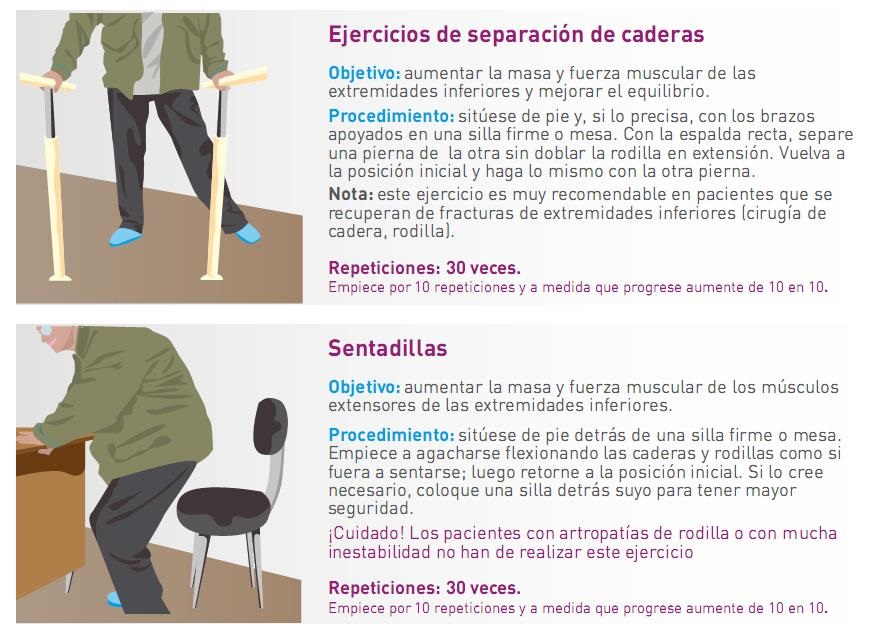 Ejercicios de separación de caderas
Objetivo: aumentar la masa y fuerza muscular de las
extremidades inferiores y mejorar el equilibrio.
Procedimiento: sitúese de pie y, si lo precisa, con los brazos
apoyados en una silla firme o mesa. Con la espalda recta, separe
una pierna de la otra sin doblar la rodilla en extensión. Vuelva a
la posición inicial y haga lo mismo con la otra pierna.
Nota: este ejercicio es muy recomendable en pacientes que se
recuperan de fracturas de extremidades inferiores (cirugía de
cadera, rodilla).
Repeticiones: 30 veces.
Empiece por 10 repeticiones y a medida que progrese aumente de 10 en 10.
Sentadillas
Objetivo: aumentar la masa y fuerza muscular de los músculos
extensores de las extremidades inferiores.
Procedimiento: sitúese de pie detrás de una silla firme o mesa.
Empiece a agacharse flexionando las caderas y rodillas como si
fuera a sentarse; luego retorne a la posición inicial. Si lo cree
necesario, coloque una silla detrás suyo para tener mayor
seguridad.
¡Cuidado! Los pacientes con artropatías de rodilla o con mucha
inestabilidad no han de realizar este ejercicio
Repeticiones: 30 veces.
Empiece por 10 repeticiones y a medida que progrese aumente de 10 en 10.